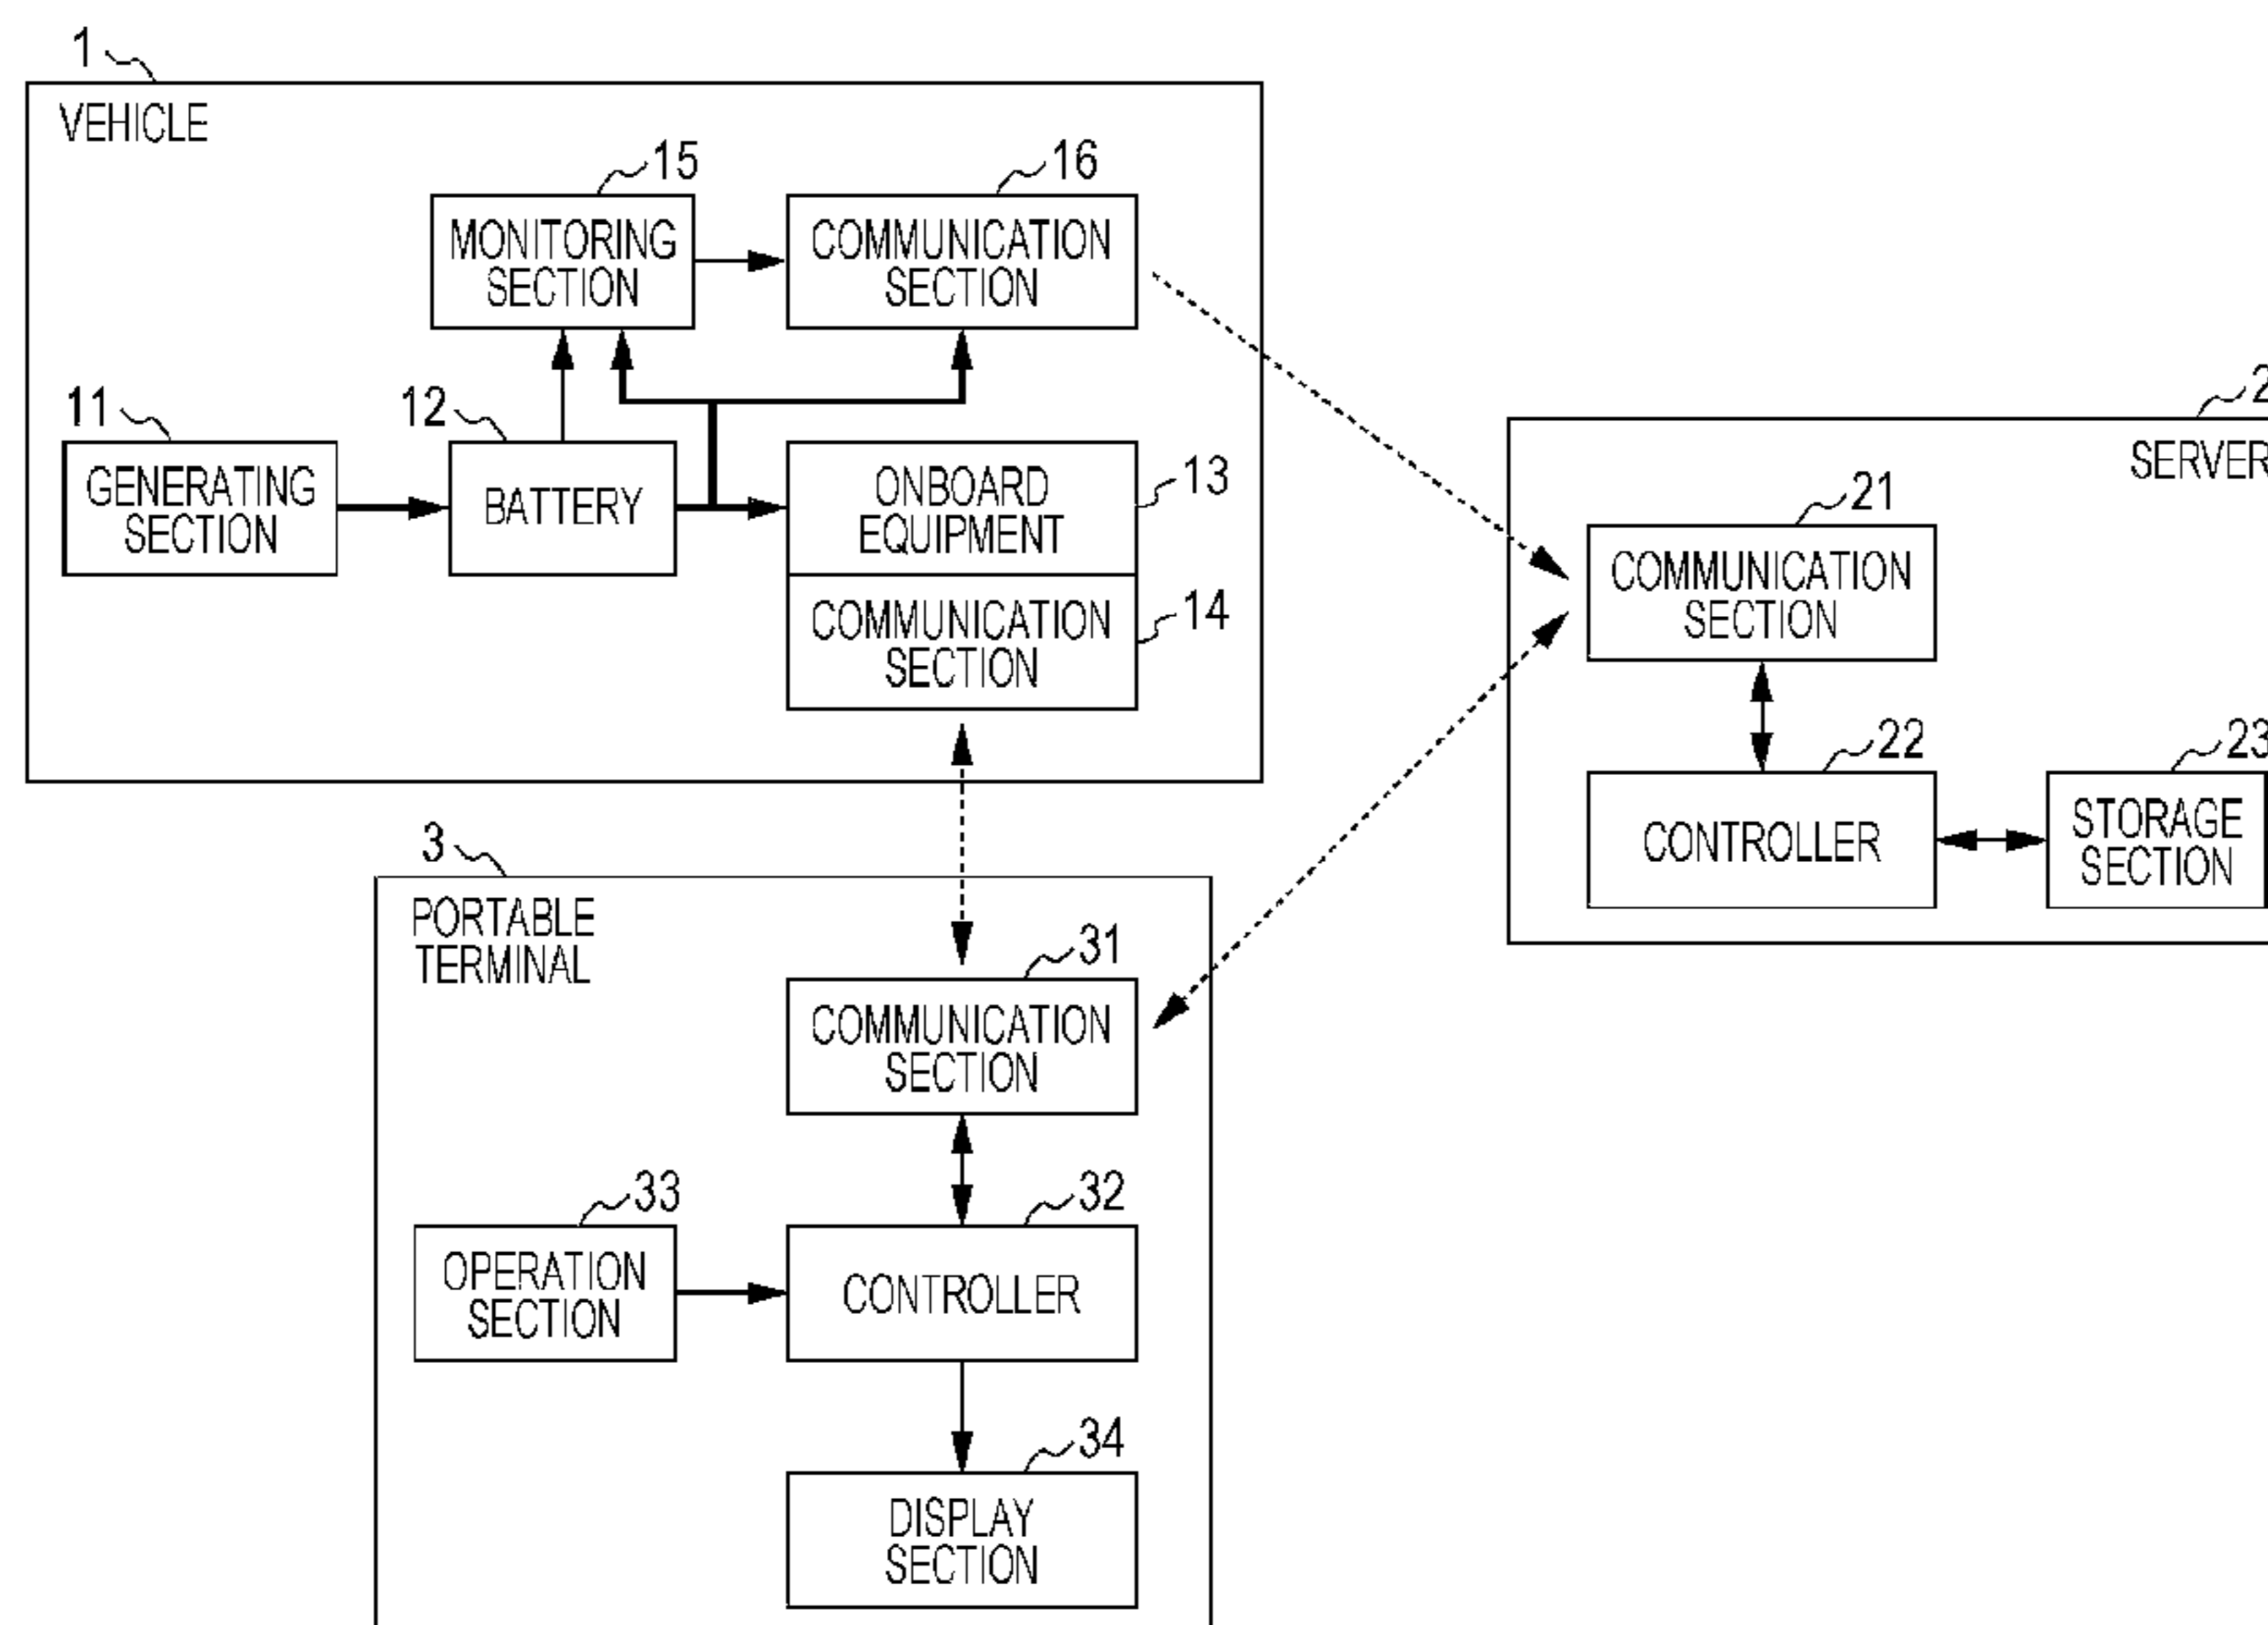 1
VEHICLE
15
16
MONITORING
SECTION
COMMUNICATION
SECTION
11
12
GENERATING
SECTION
BATTERY
ONBOARD
EQUIPMENT
13
COMMUNICATION
SECTION
14
2
SERVER
21
COMMUNICATION
SECTION
22
23
CONTROLLER
STORAGE
SECTION
3
PORTABLE
TERMINAL
31
COMMUNICATION
SECTION
33
32
OPERATION
SECTION
CONTROLLER
34
DISPLAY
SECTION